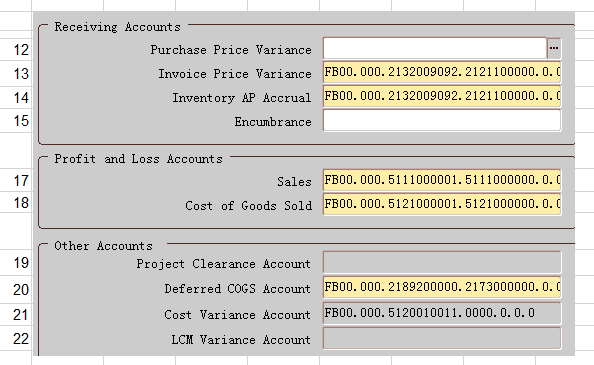 Receiving Accounts
12 Purchase Price Variance ...
13 Invoice Price Variance FB00.000.2132009092.2121100000.0.0
14 Inventory AP Accrual FB00.000.2132009092.2121100000.0.0
15 Encumbrance
Profit and Loss Accounts
17 Sales FB00.000.5111000001.5111000000.0.0
18 Cost of Goods Sold FB00.000.5121000001.5121000000.0.0
Other Accounts
19 Project Clearance Account
20 Deferred COGS Account FB00.000.2189200000.2173000000.0.0
21 Cost Variance Account FB00.000.5120010011.0000.0.0.0
22 LCM Variance Account